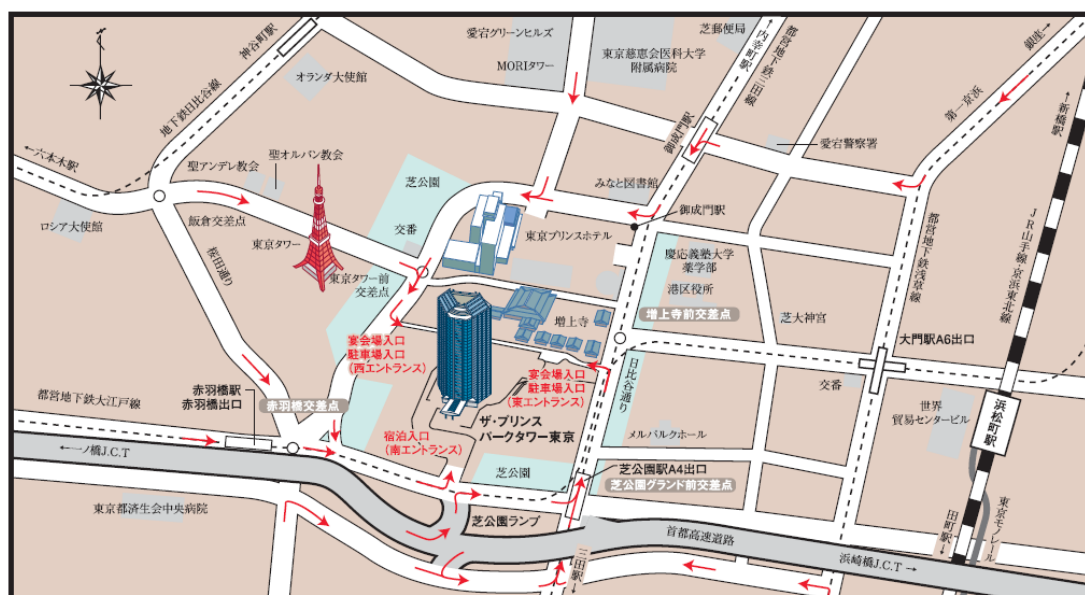 神谷町駅
愛宕グリーンヒルズ
MORIタワー
東京慈恵会医科大学
附属病院
芝郵便局
←内幸町駅
都営地下鉄三田線
銀座→
オランダ大使館
地下鉄日比谷線
御成門駅
第一京浜
←新橋駅
愛宕警察署
←六本木駅
聖アンデレ教会
聖オルバン教会
芝公園
みなと図書館
ロシア大使館
飯倉交差点
交番
東京プリンスホテル
御成門駅
桜田通り
東京タワー
東京タワー前
交差点
慶応義塾大学
薬学部
港区役所
都営地下鉄浅草線
JR山手線・京浜東北線
増上寺
増上寺前交差点
芝大神宮
大門駅A6出口
宴会場入口
駐車場入口
(西エントランス)
宴会場入口
駐車場入口
(東エントランス)
日比谷通り
交番
世界
貿易センタービル
浜松町駅
都営地下鉄大江戸線
赤羽橋駅
赤羽橋出口
赤羽橋交差点
ザ・プリンス
パークタワー東京
宿泊入口
(南エントランス)
メルパルクホール
←一ノ橋J.C.T
芝公園
芝公園駅A4出口
芝公園グランド前交差点
東京都済生会中央病院
芝公園ランプ
首都高速道路
浜崎橋J.C.T→
三田駅→
田町駅→
東京モノレール